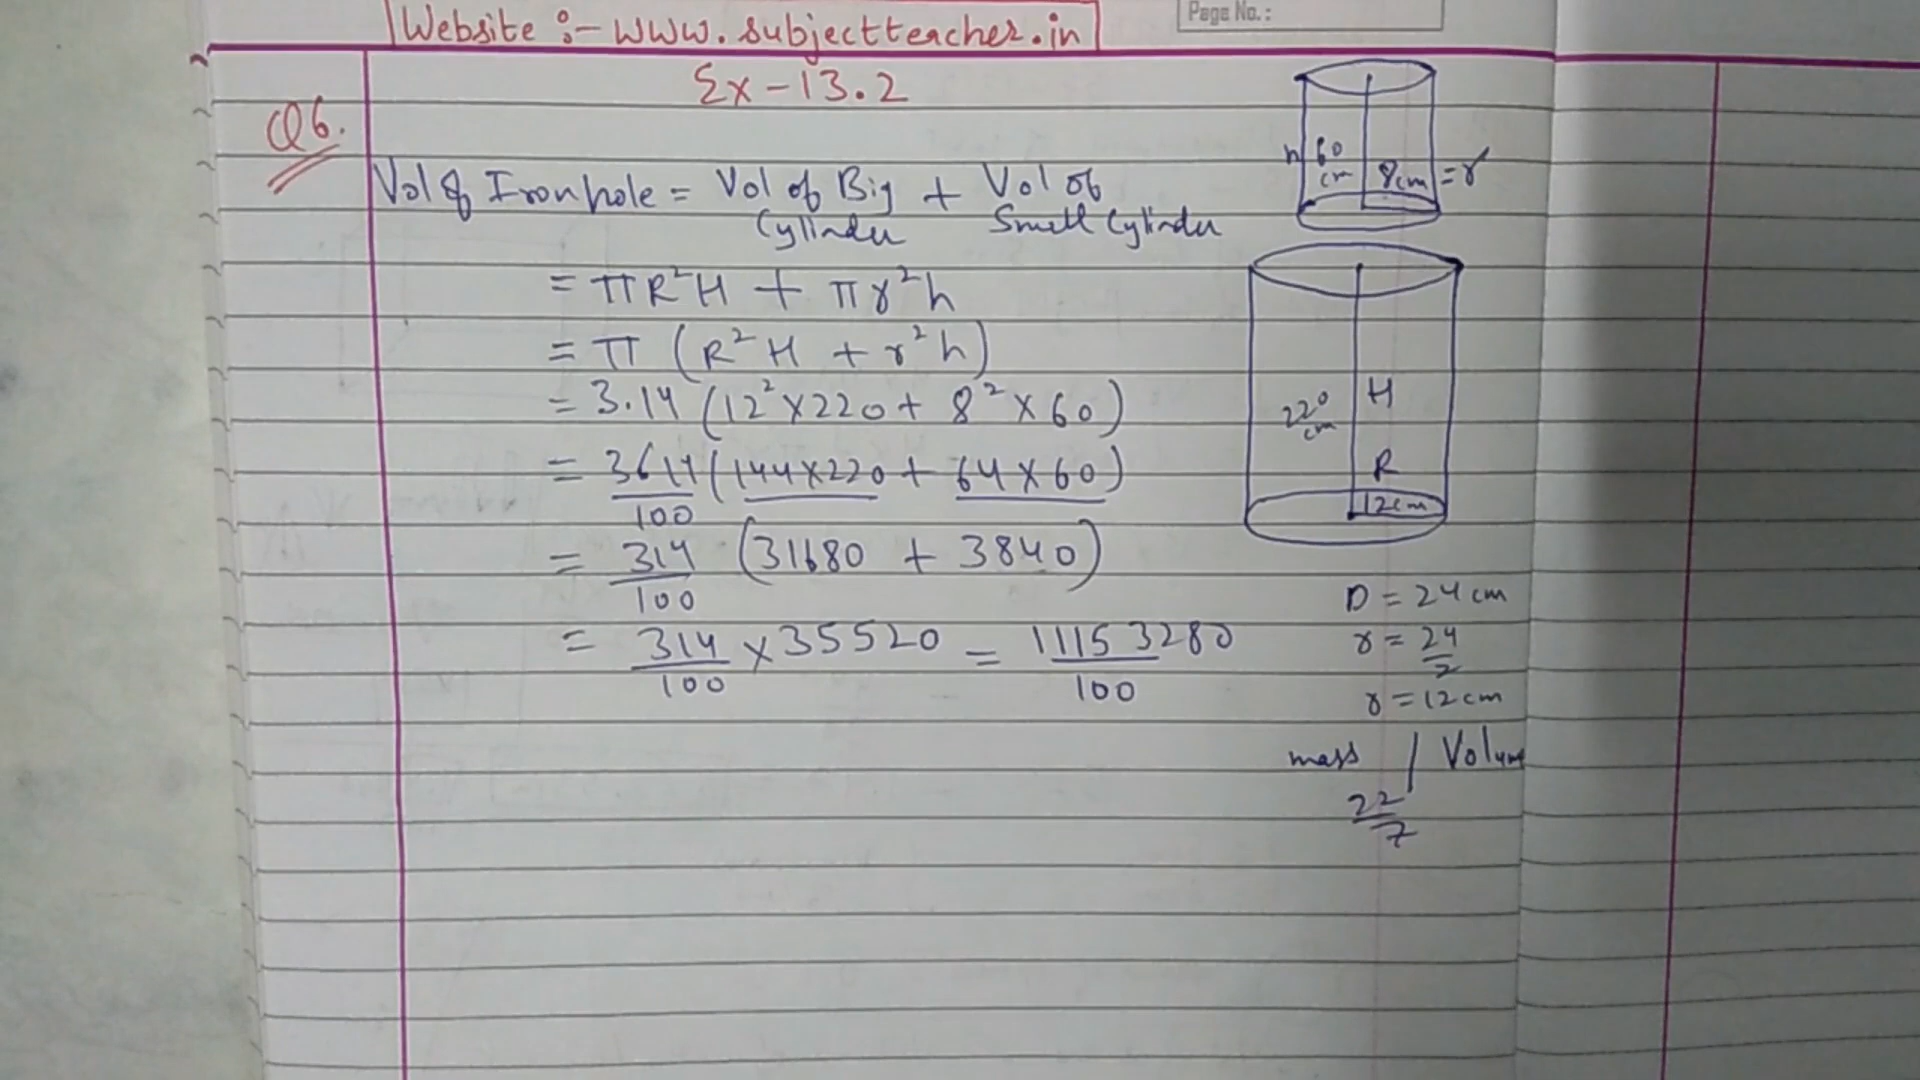 Website :- www.subjectteacher.in
Page No. :
Ex-13.2
Q6.
Vol of Iron pole = Vol of Big Cylinder + Vol of Small Cylinder
= πR²H + πr²h
= π (R²H + r²h)
= 3.14 (12² × 220 + 8² × 60)
= 3614/100 (144×220 + 64×60)
= 314/100 (31680 + 3840)
= 314/100 × 35520 = 11153280/100
h 60 cm 8cm = r
220 cm H
R
12cm
D = 24 cm
r = 24/2
r = 12 cm
mass / Volume
22/7